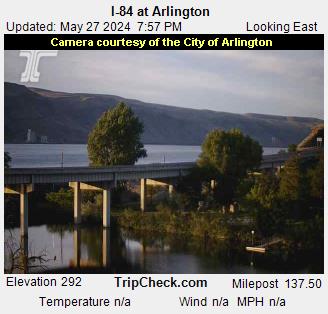 I-84 at Arlington
Updated: May 27 2024 7:57 PM Looking East
Camera courtesy of the City of Arlington
Elevation 292 TripCheck.com Milepost 137.50
Temperature n/a Wind n/a MPH n/a